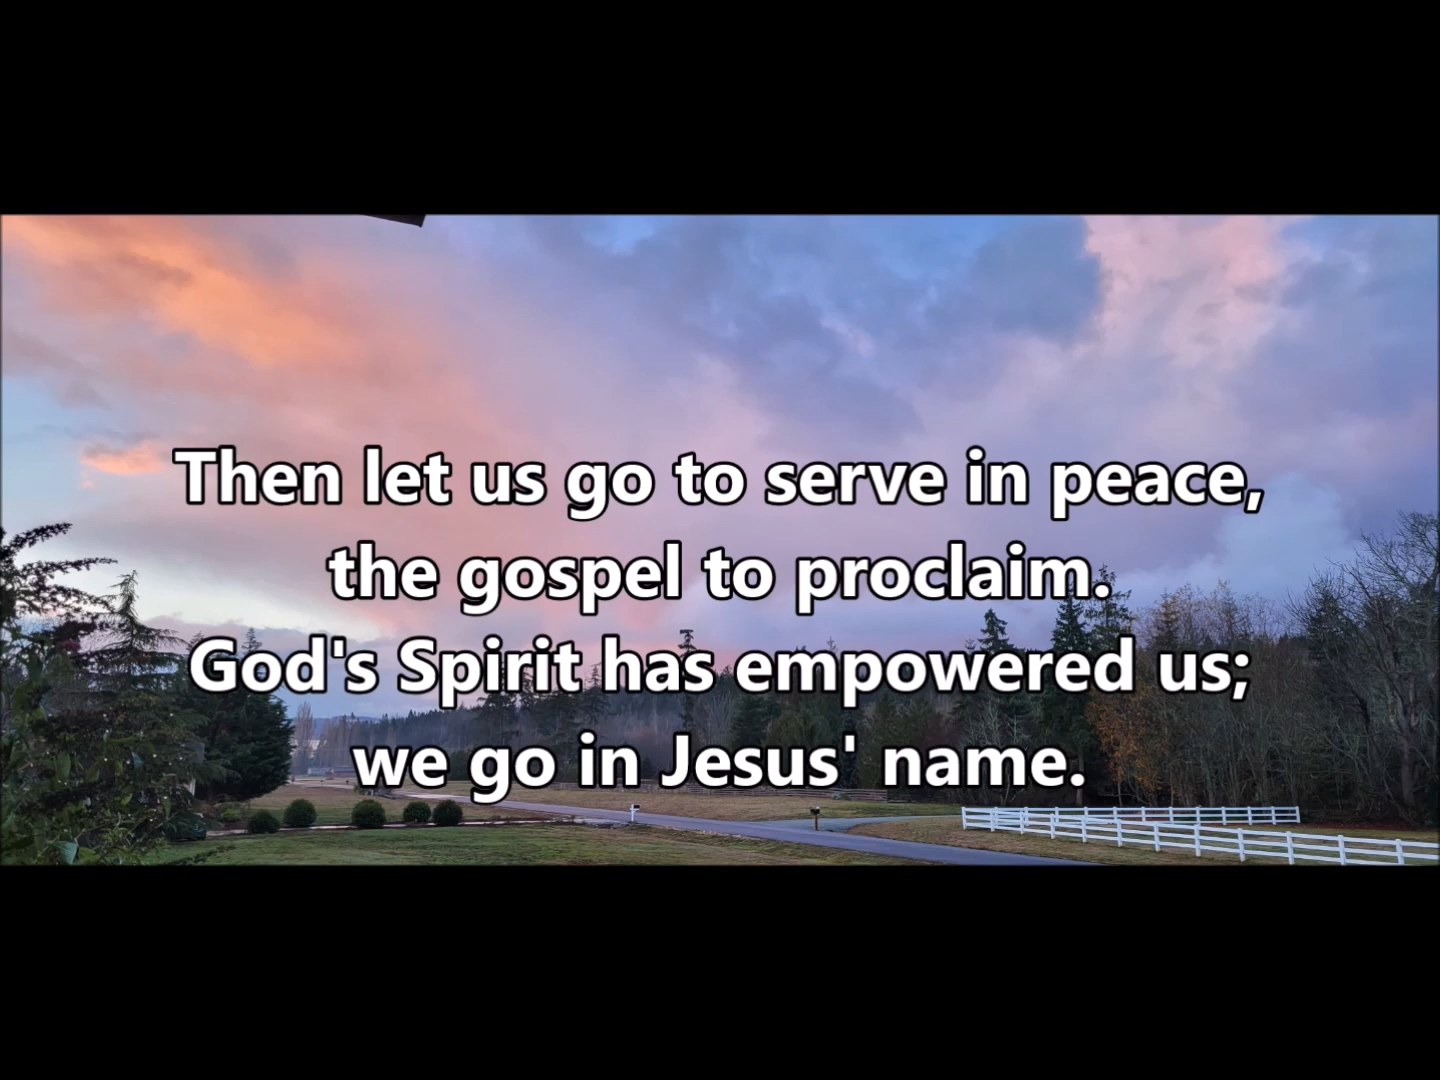 Then let us go to serve in peace,
the gospel to proclaim.
God's Spirit has empowered us;
we go in Jesus' name.